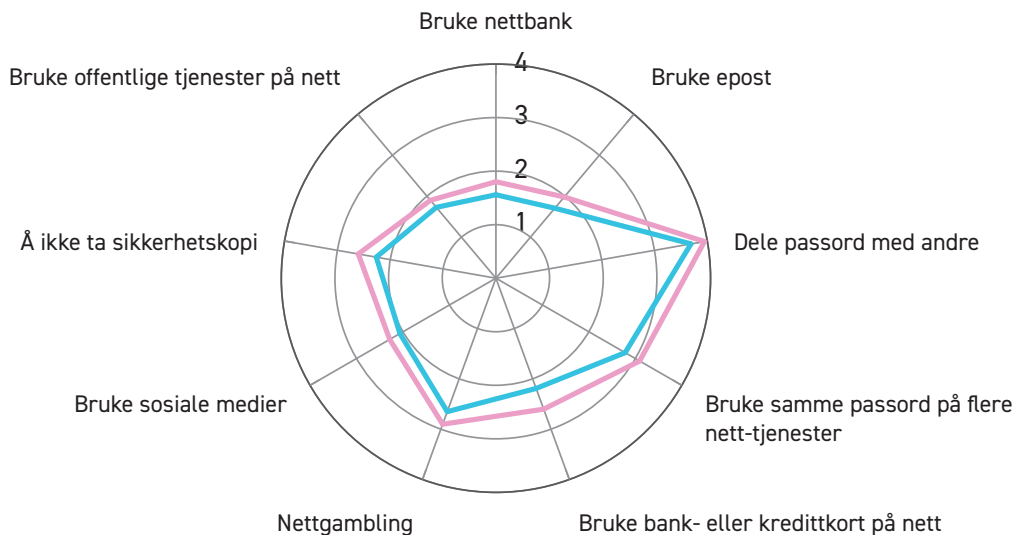 Bruke nettbank
Bruke offentlige tjenester på nett
Bruke epost
4
3
2
1
Å ikke ta sikkerhetskopi
Dele passord med andre
Bruke sosiale medier
Bruke samme passord på flere
nett-tjenester
Nettgambling
Bruke bank- eller kredittkort på nett